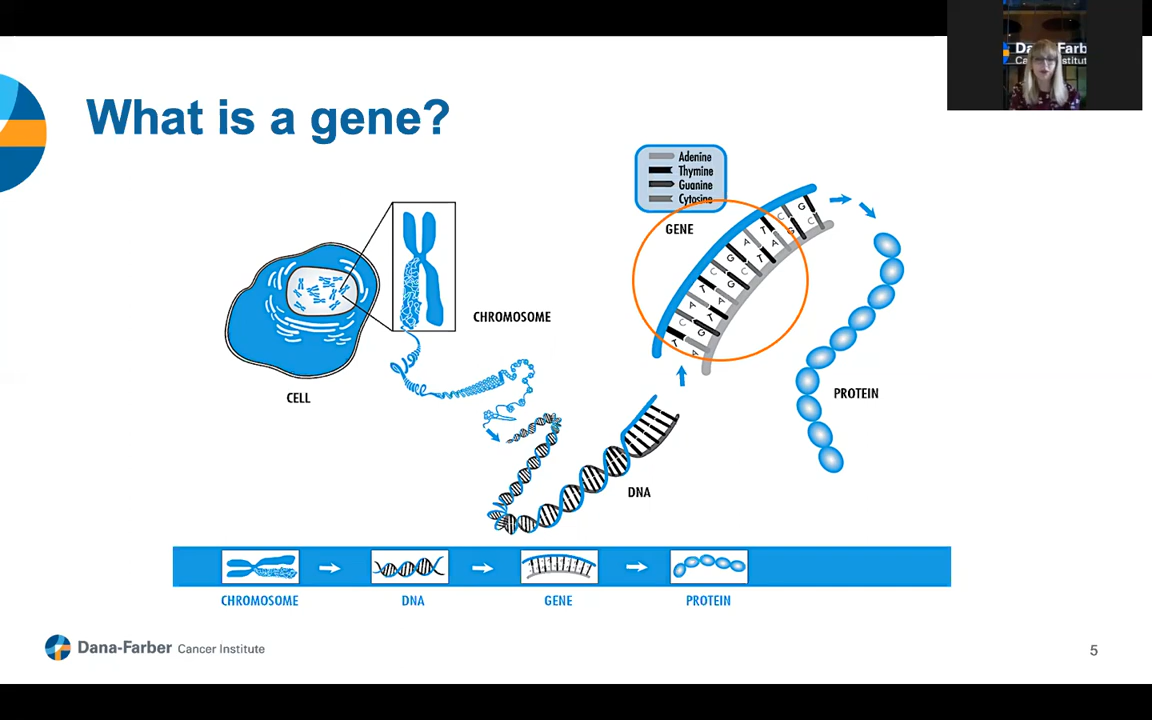 What is a gene?
Adenine
Thymine
Guanine
Cytosine
GENE
G
C
C
G
T
A
A
T
G
C
C
G
T
A
A
T
C
G
T
A
CHROMOSOME
CELL
PROTEIN
DNA
CHROMOSOME
DNA
GENE
PROTEIN
Dana-Farber Cancer Institute
5